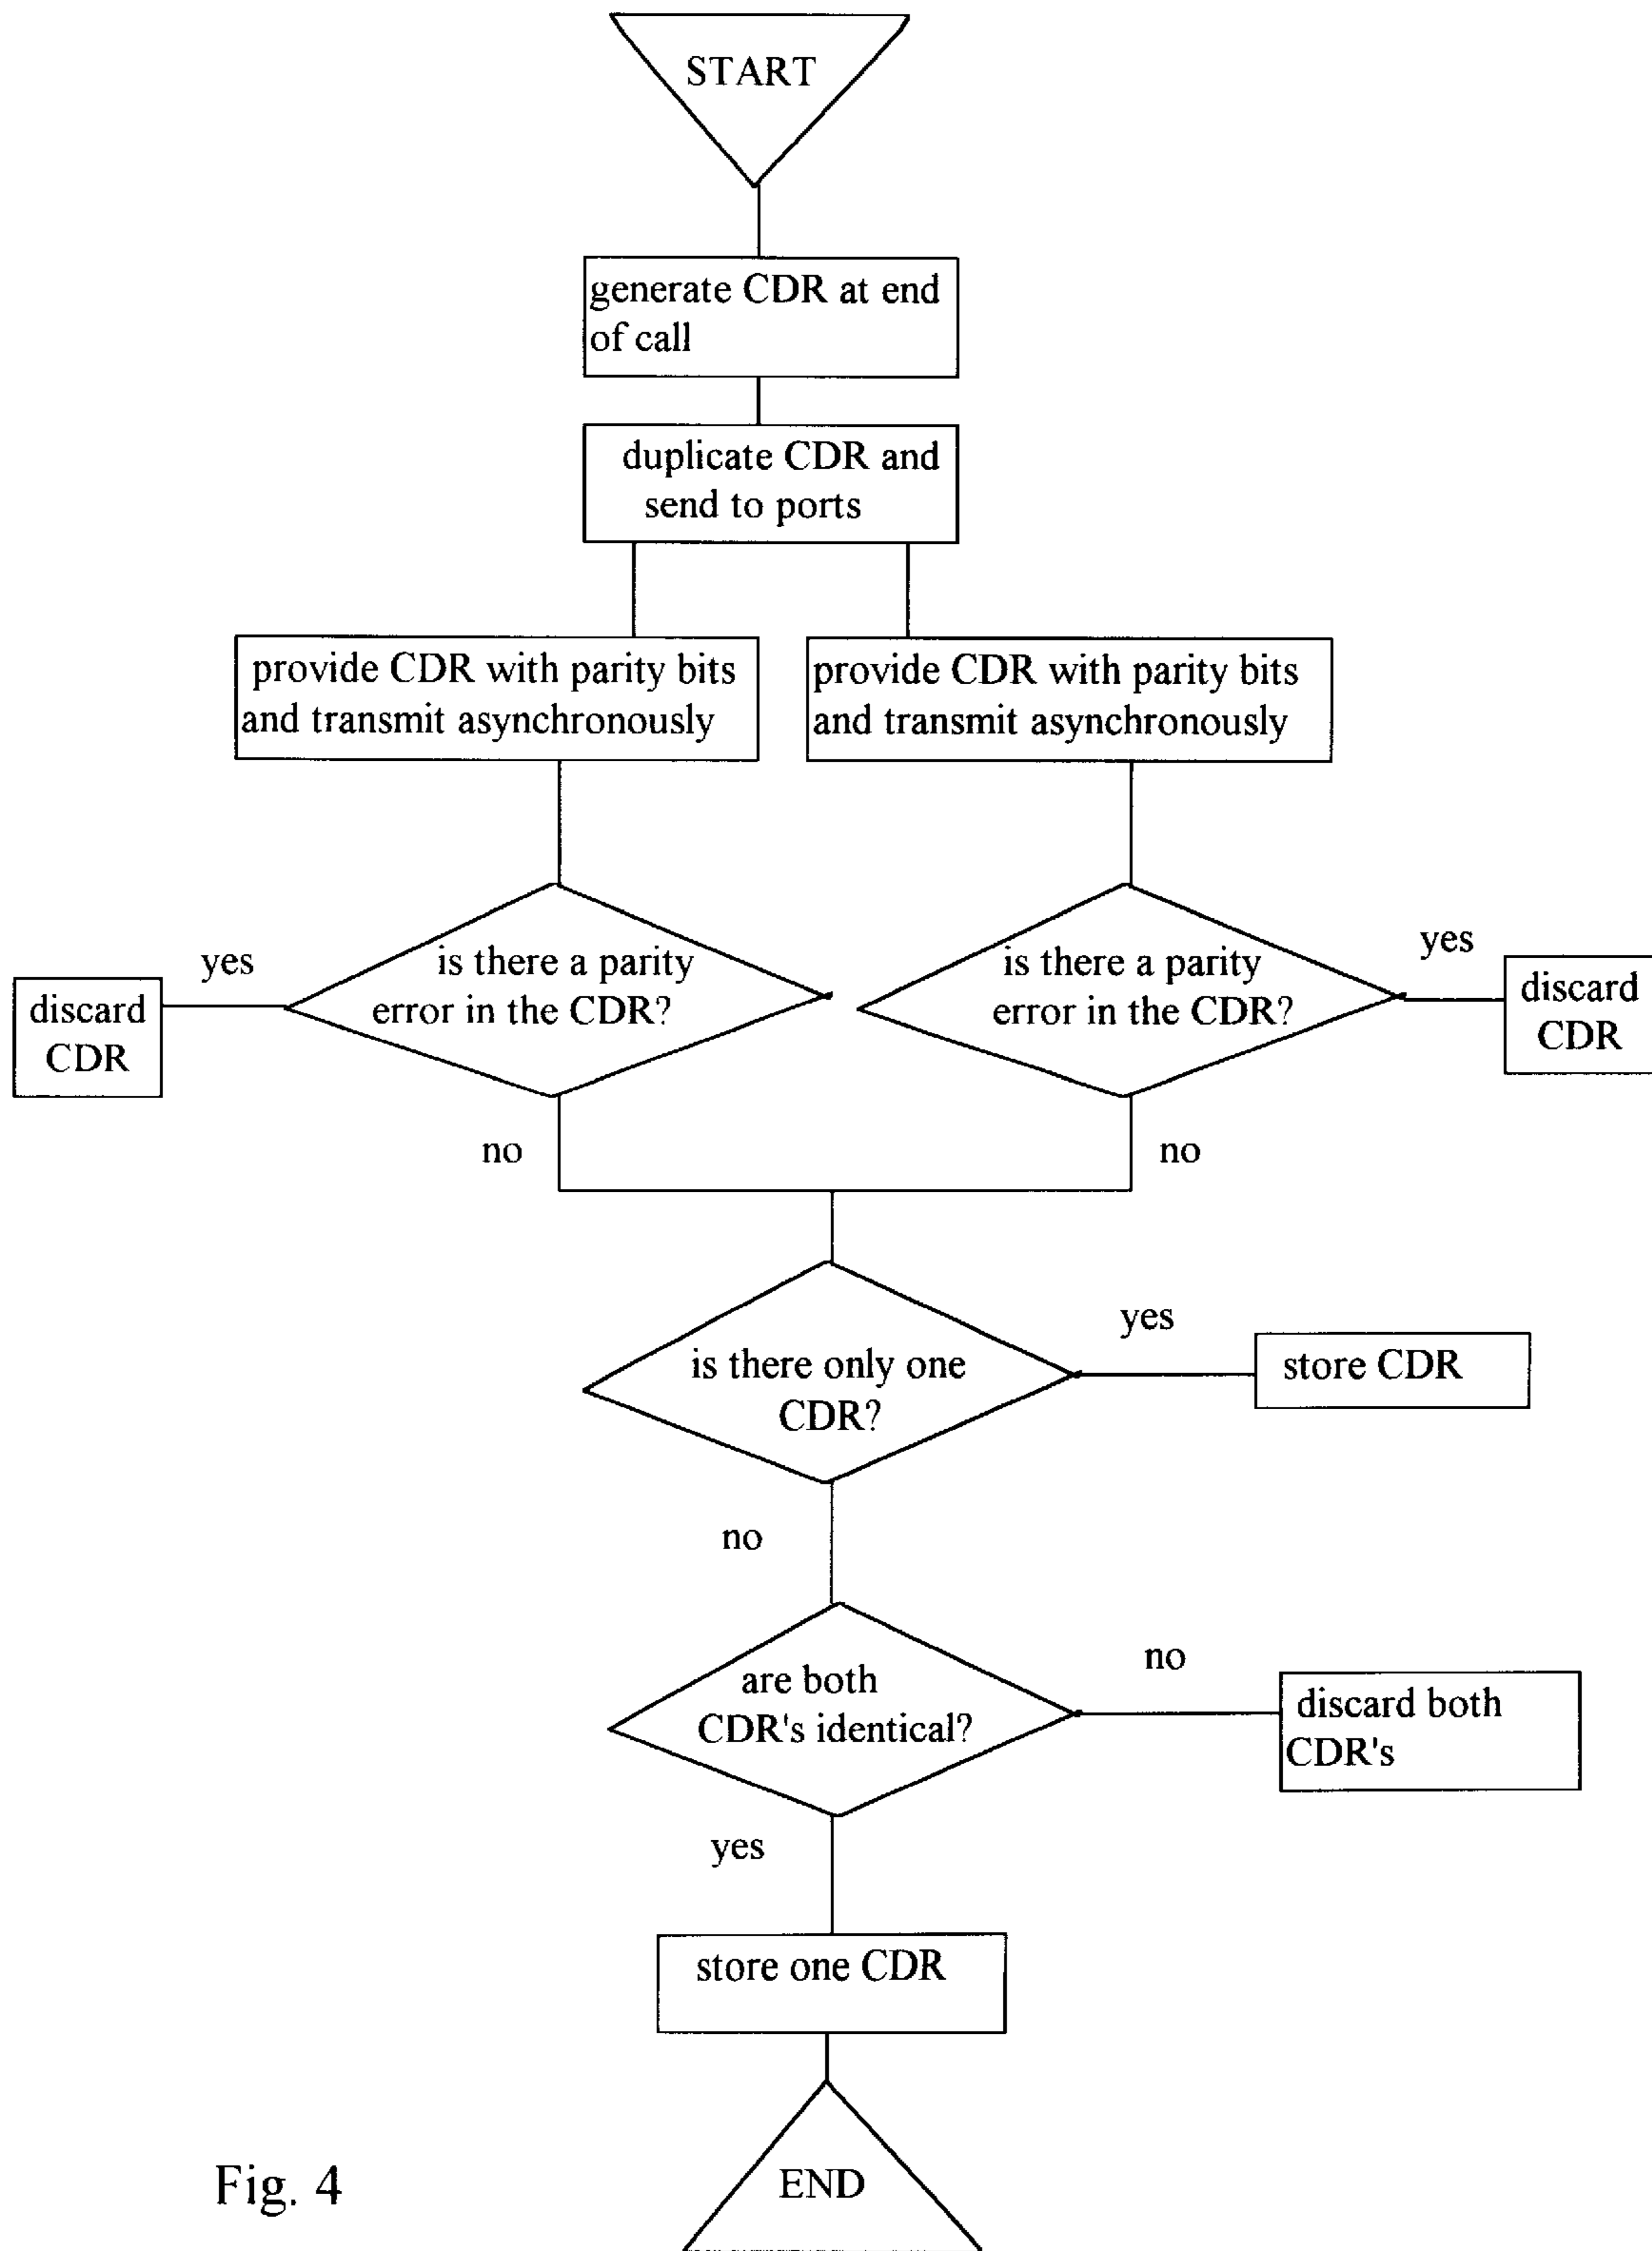 START
generate CDR at end
of call
duplicate CDR and
send to ports
provide CDR with parity bits
and transmit asynchronously
provide CDR with parity bits
and transmit asynchronously
yes
is there a parity
error in the CDR?
discard
CDR
is there a parity
error in the CDR?
yes
discard
CDR
no
no
is there only one
CDR?
yes
store CDR
no
are both
CDR's identical?
no
discard both
CDR's
yes
store one CDR
END
Fig. 4